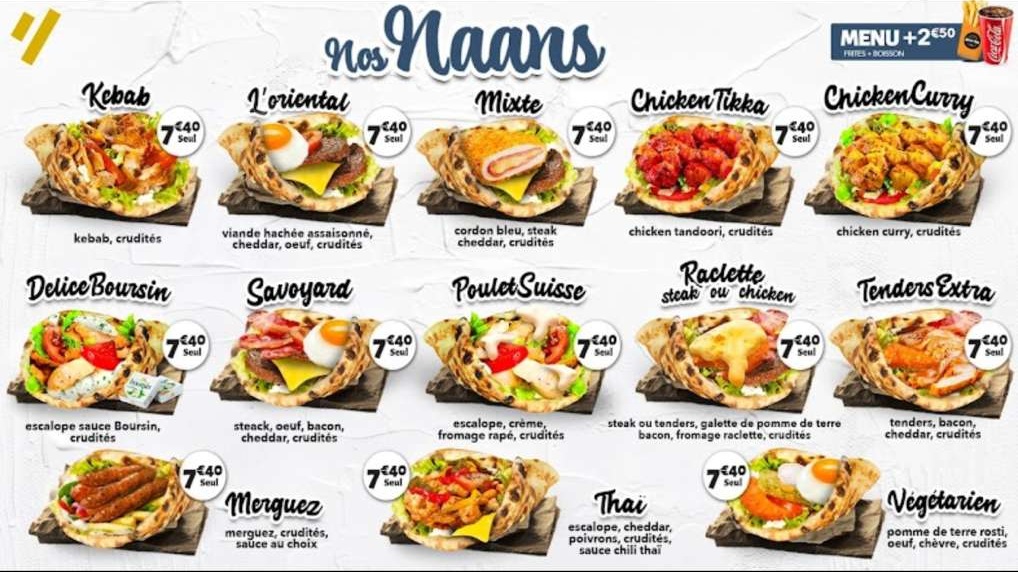 nos Naans
MENU +2€50
FRITES + BOISSON
Coca-Cola
Kebab
7€40
Seul
kebab, crudités
L'oriental
7€40
Seul
viande hachée assaisonné,
cheddar, oeuf, crudités
Mixte
7€40
Seul
cordon bleu, steak
cheddar, crudités
Chicken Tikka
7€40
Seul
chicken tandoori, crudités
Chicken Curry
7€40
Seul
chicken curry, crudités
Delice Boursin
7€40
Seul
escalope sauce Boursin,
crudités
Savoyard
7€40
Seul
steack, oeuf, bacon,
cheddar, crudités
Poulet Suisse
7€40
Seul
escalope, crème,
fromage rapé, crudités
Raclette
steak ou chicken
7€40
Seul
steak ou tenders, galette de pomme de terre
bacon, fromage raclette, crudités
Tenders Extra
7€40
Seul
tenders, bacon,
cheddar, crudités
7€40
Seul
Merguez
merguez, crudités,
sauce au choix
7€40
Seul
Thaï
escalope, cheddar,
poivrons, crudités,
sauce chili thaï
7€40
Seul
Végétarien
pomme de terre rosti,
oeuf, chèvre, crudités